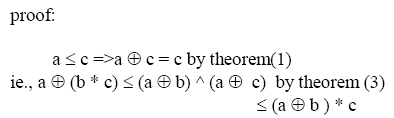 proof:
a ≤ c =>a ⊕ c = c by theorem(1)
ie., a ⊕ (b * c) ≤ (a ⊕ b) ^ (a ⊕ c) by theorem (3)
≤ (a ⊕ b ) * c